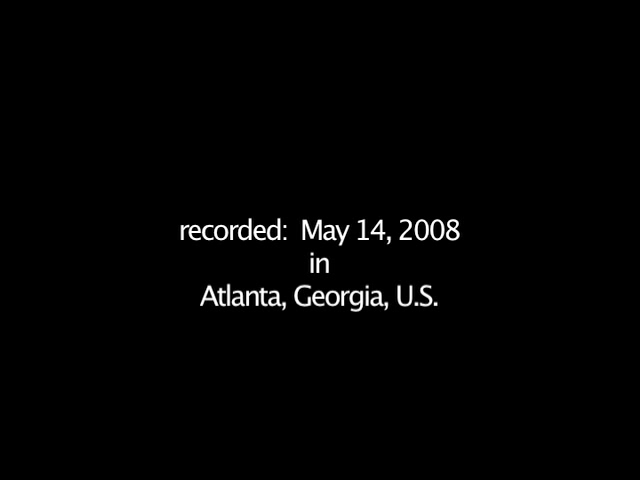 recorded:  May 14, 2008
in
Atlanta, Georgia, U.S.